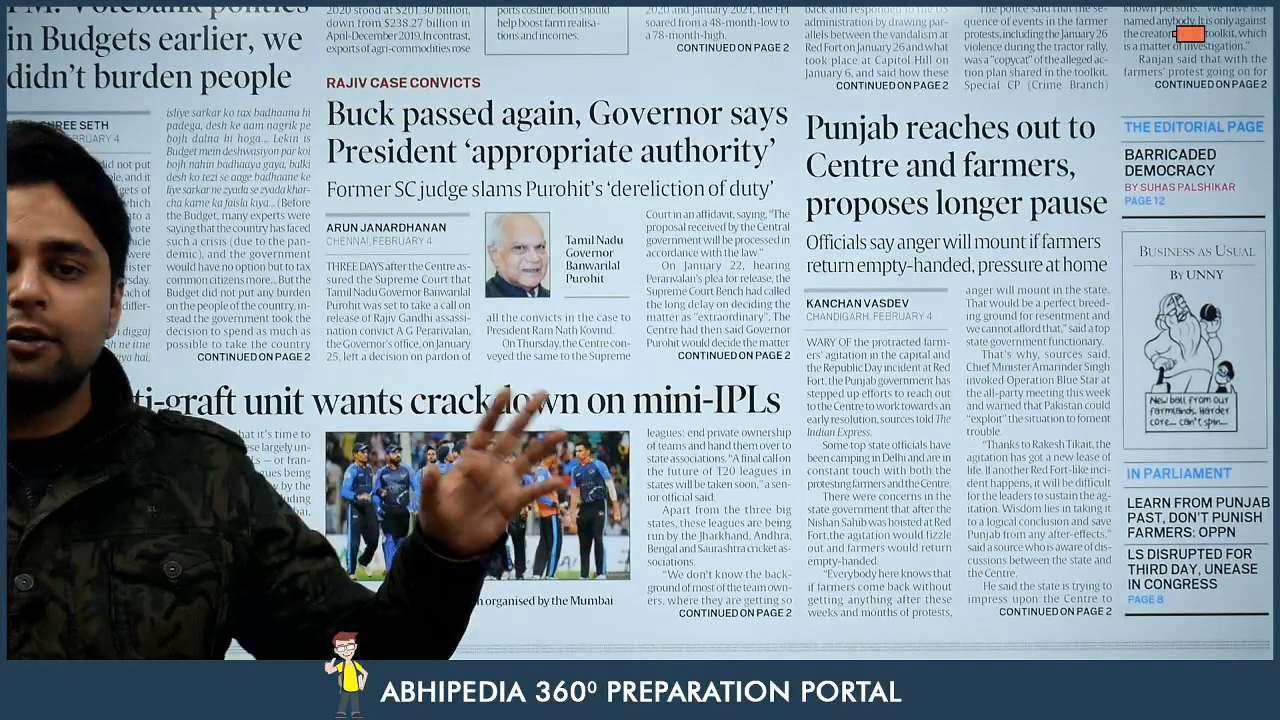 in Budgets earlier, we
didn't burden people
REE SETH
BRUARY 4
isliye sarkar ko tax badhaana hi
padega, desh ke aam nagrik pe
bojh dalna hi hoga... Lekin is
Budget mein deshvasiyon par koi
bojh nahin badhaaya gaya, balki
desh ko tezi se aage badhaane ke
liye sarkar ne zyada se zyada khar-
cha karne ka faisla kiya... (Before
the Budget, many experts were
saying that the country has faced
such a crisis (due to the pan-
demic), and the government
would have no option but to tax
common citizens more... But the
Budget did not put any burden
on the people of the country, in-
stead the government took the
decision to spend as much as
possible to take the country
CONTINUED ON PAGE 2
2020 stood at $201.30 billion,
down from $238.27 billion in
April-December 2019. In contrast,
exports of agri-commodities rose
port costlier. Both should
help boost farm realisa-
tions and incomes.
2020 and January 2021, the FPI
soared from a 48-month-low to
a 78-month-high.
CONTINUED ON PAGE 2
RAJIV CASE CONVICTS
Buck passed again, Governor says
President 'appropriate authority'
Former SC judge slams Purohit's 'dereliction of duty'
ARUN JANARDHANAN
CHENNAI, FEBRUARY 4
THREE DAYS after the Centre as-
sured the Supreme Court that
Tamil Nadu Governor Banwarilal
Purohit was set to take a call on
release of Rajiv Gandhi assassi-
nation convict A G Perarivalan,
the Governor's office, on January
25, left a decision on pardon of
Tamil Nadu
Governor
Banwarilal
Purohit
all the convicts in the case to
President Ram Nath Kovind.
On Thursday, the Centre con-
veyed the same to the Supreme
Court in an affidavit, saying, "The
proposal received by the Central
government will be processed in
accordance with the law."
On January 22, hearing
Perarivalan's plea for release, the
Supreme Court Bench had called
the long delay on deciding the
matter as "extraordinary". The
Centre had then said Governor
Purohit would decide the matter
CONTINUED ON PAGE 2
ti-graft unit wants crackdown on mini-IPLs
organised by the Mumbai
leagues: end private ownership
of teams and hand them over to
state associations. "A final call on
the future of T20 leagues in
states will be taken soon," a sen-
ior official said.
Apart from the three big
states, these leagues are being
run by the Jharkhand, Andhra,
Bengal and Saurashtra cricket as-
sociations.
"We don't know the back-
ground of most of the team own-
ers, where they are getting so
CONTINUED ON PAGE 2
administration by drawing par-
allels between the vandalism at
Red Fort on January 26 and what
took place at Capitol Hill on
January 6, and said how these
CONTINUED ON PAGE 2
The police said that the se-
quence of events in the farmer
protests, including the January 26
violence during the tractor rally,
was a "copycat" of the alleged ac-
tion plan shared in the toolkit.
Special CP (Crime Branch)
named anybody. It is only against
the creator toolkit, which
is a matter of investigation."
Ranjan said that with the
farmers' protest going on for
CONTINUED ON PAGE 2
Punjab reaches out to
Centre and farmers,
proposes longer pause
Officials say anger will mount if farmers
return empty-handed, pressure at home
KANCHAN VASDEV
CHANDIGARH, FEBRUARY 4
WARY OF the protracted farm-
ers' agitation in the capital and
the Republic Day incident at Red
Fort, the Punjab government has
stepped up efforts to reach out
to the Centre to work towards an
early resolution, sources told The
Indian Express.
Some top state officials have
been camping in Delhi and are in
constant touch with both the
protesting farmers and the Centre.
There were concerns in the
state government that after the
Nishan Sahib was hoisted at Red
Fort, the agitation would fizzle
out and farmers would return
empty-handed.
"Everybody here knows that
if farmers come back without
getting anything after these
weeks and months of protests,
anger will mount in the state.
That would be a perfect breed-
ing ground for resentment and
we cannot afford that," said a top
state government functionary.
That's why, sources said,
Chief Minister Amarinder Singh
invoked Operation Blue Star at
the all-party meeting this week
and warned that Pakistan could
"exploit" the situation to foment
trouble.
"Thanks to Rakesh Tikait, the
agitation has got a new lease of
life. If another Red Fort-like inci-
dent happens, it will be difficult
for the leaders to sustain the ag-
itation. Wisdom lies in taking it
to a logical conclusion and save
Punjab from any after-effects,"
said a source who is aware of dis-
cussions between the state and
the Centre.
He said the state is trying to
impress upon the Centre to
CONTINUED ON PAGE 2
THE EDITORIAL PAGE
BARRICADED
DEMOCRACY
BY SUHAS PALSHIKAR
PAGE 12
BUSINESS AS USUAL
BY UNNY
New ball from our
farmlands. Harder
core... can't spin...
IN PARLIAMENT
LEARN FROM PUNJAB
PAST, DON'T PUNISH
FARMERS: OPPN
LS DISRUPTED FOR
THIRD DAY, UNEASE
IN CONGRESS
PAGE 8
ABHIPEDIA 360⁰ PREPARATION PORTAL